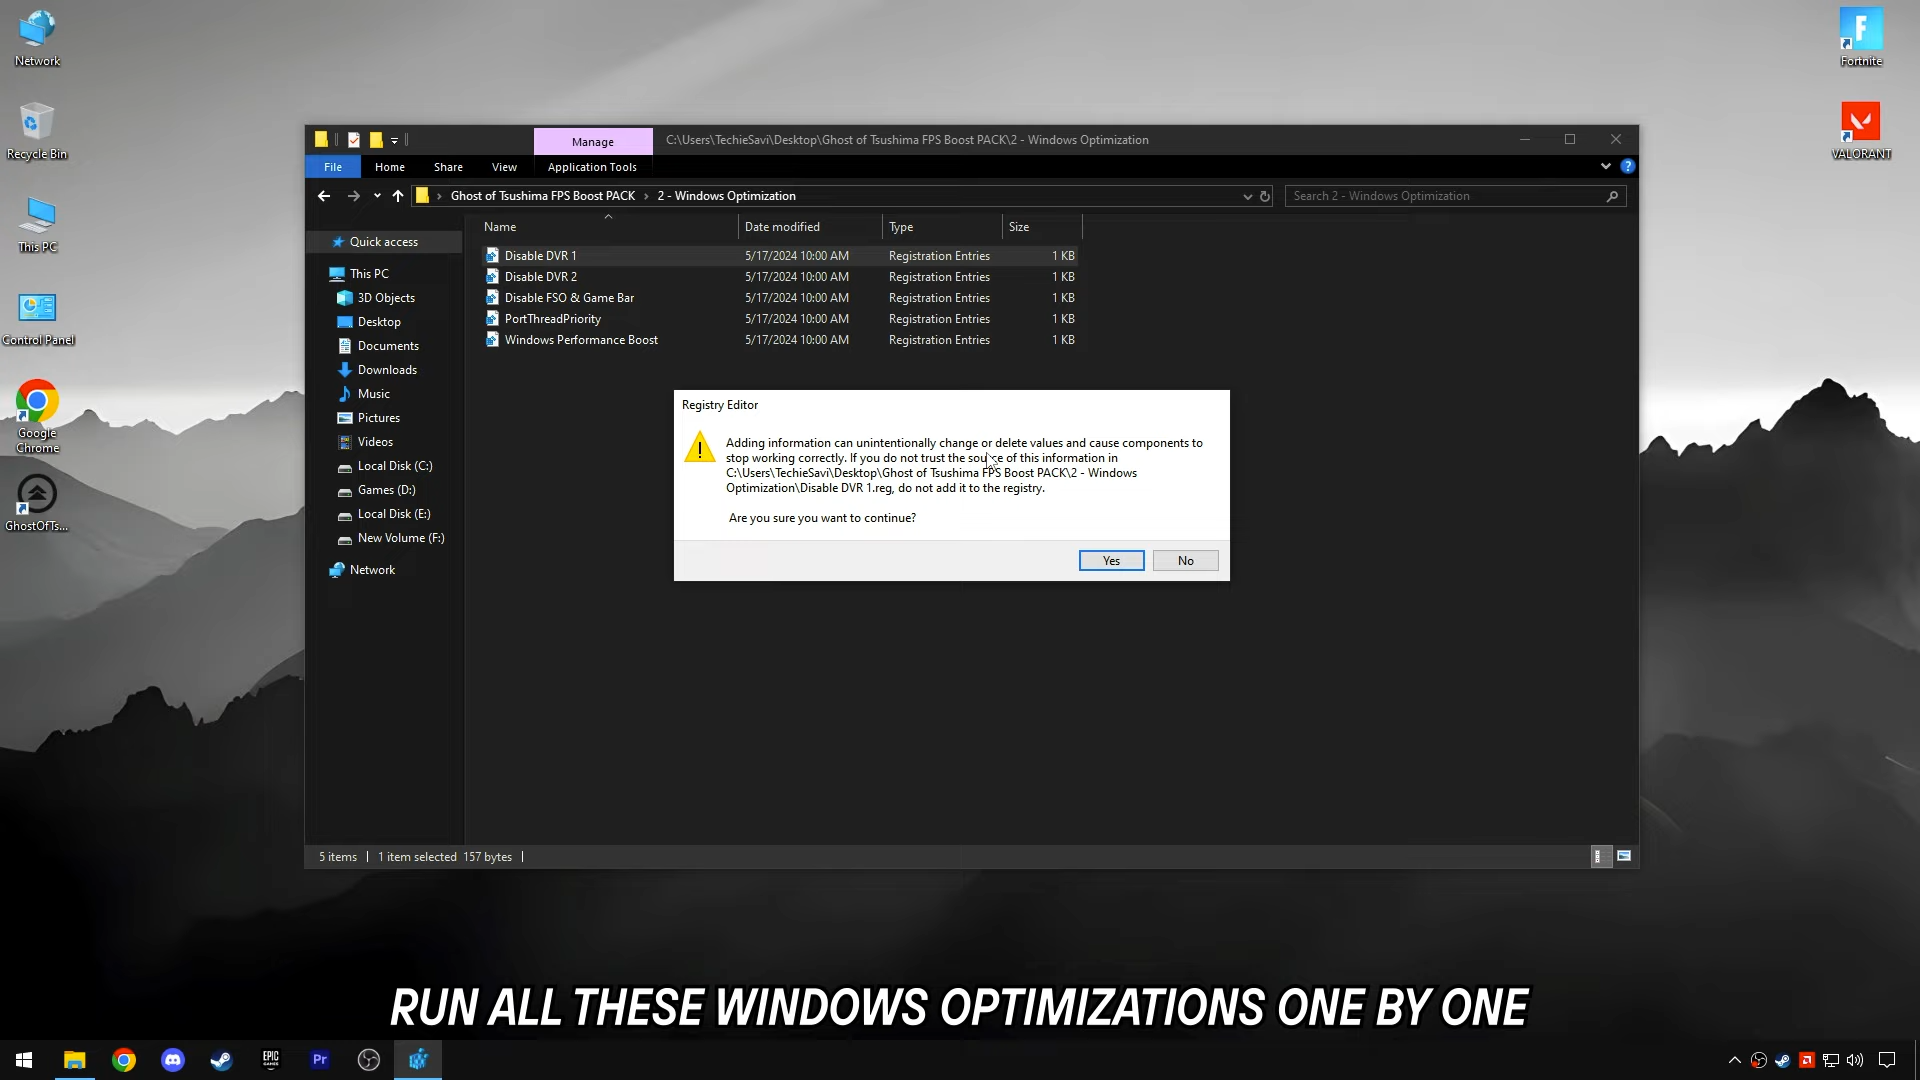 Network
Recycle Bin
This PC
Control Panel
Google
Chrome
GhostOfTs...
Fortnite
VALORANT
Manage
C:\Users\TechieSavi\Desktop\Ghost of Tsushima FPS Boost PACK\2 - Windows Optimization
File Home Share View Application Tools
Ghost of Tsushima FPS Boost PACK > 2 - Windows Optimization
Search 2 - Windows Optimization
Quick access
This PC
3D Objects
Desktop
Documents
Downloads
Music
Pictures
Videos
Local Disk (C:)
Games (D:)
Local Disk (E:)
New Volume (F:)
Network
Name Date modified Type Size
Disable DVR 1 5/17/2024 10:00 AM Registration Entries 1 KB
Disable DVR 2 5/17/2024 10:00 AM Registration Entries 1 KB
Disable FSO & Game Bar 5/17/2024 10:00 AM Registration Entries 1 KB
PortThreadPriority 5/17/2024 10:00 AM Registration Entries 1 KB
Windows Performance Boost 5/17/2024 10:00 AM Registration Entries 1 KB
Registry Editor
Adding information can unintentionally change or delete values and cause components to
stop working correctly. If you do not trust the source of this information in
C:\Users\TechieSavi\Desktop\Ghost of Tsushima FPS Boost PACK\2 - Windows
Optimization\Disable DVR 1.reg, do not add it to the registry.
Are you sure you want to continue?
Yes No
5 items 1 item selected 157 bytes
RUN ALL THESE WINDOWS OPTIMIZATIONS ONE BY ONE
EPIC
GAMES
Pr